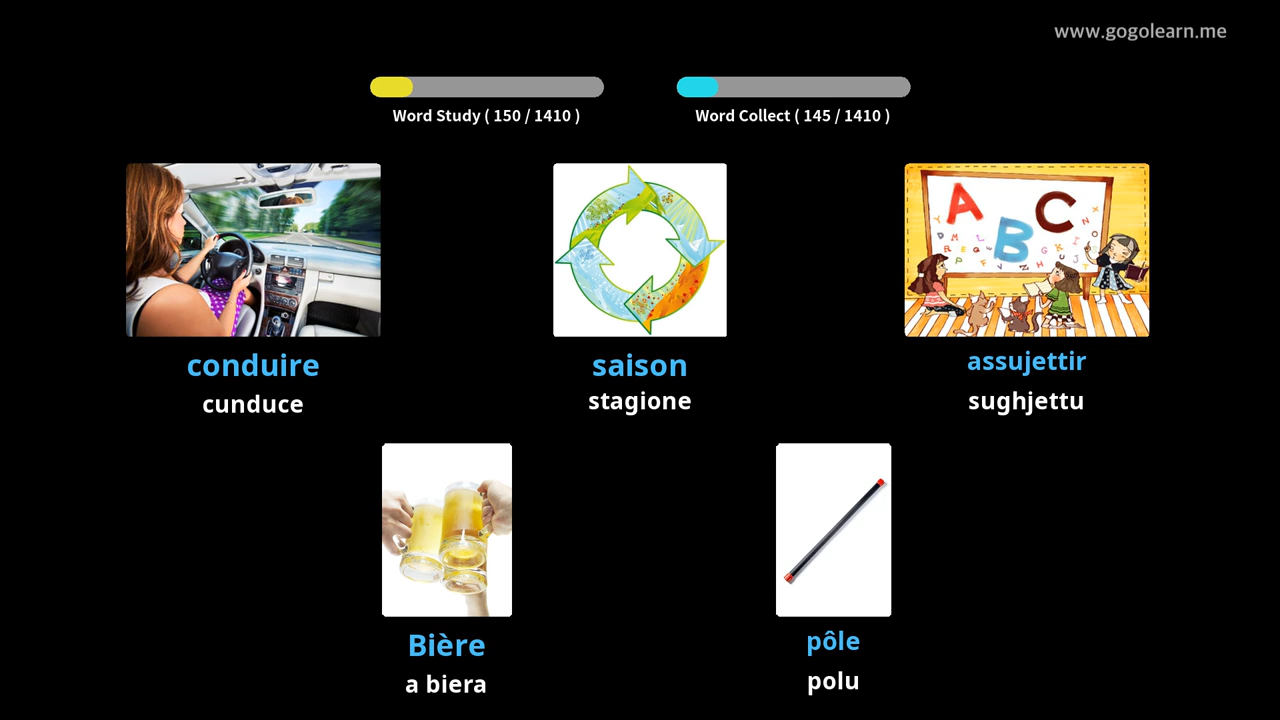 www.gogolearn.me
Word Study ( 150 / 1410 )
Word Collect ( 145 / 1410 )
conduire
cunduce
saison
stagione
assujettir
sughjettu
Bière
a biera
pôle
polu
A B C